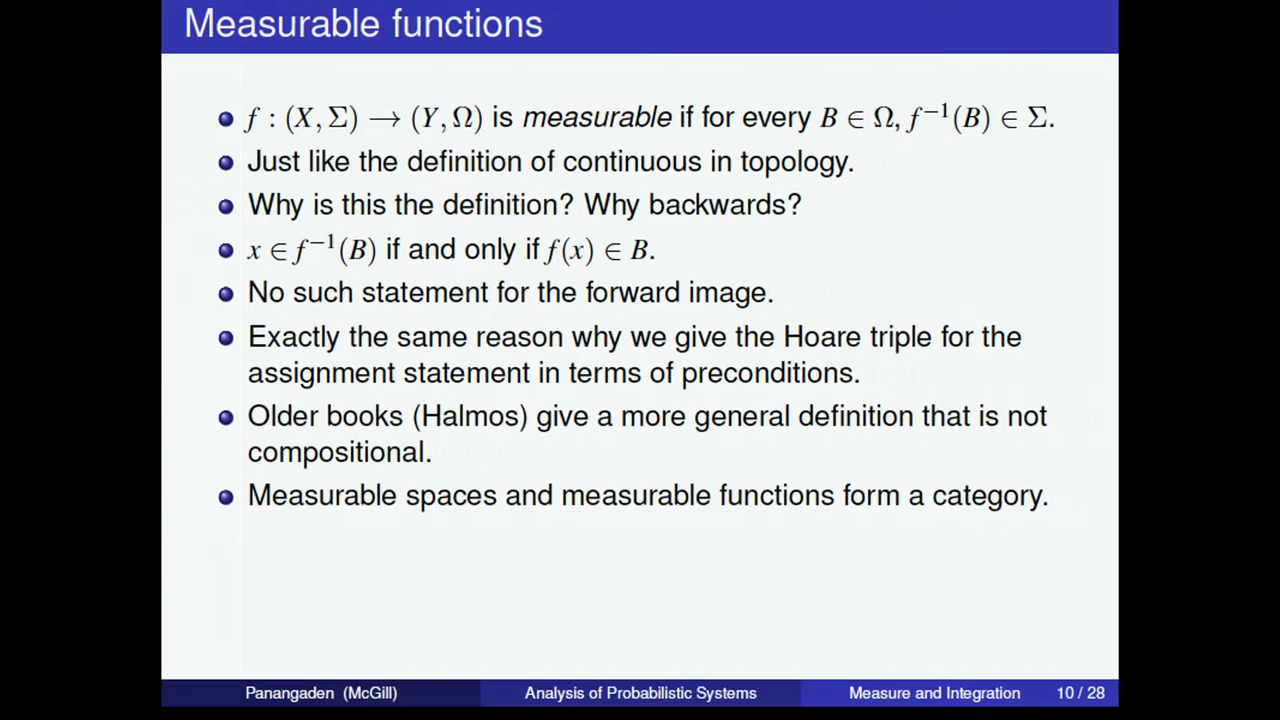 Measurable functions
f : (X, Σ) → (Y, Ω) is measurable if for every B ∈ Ω, f⁻¹(B) ∈ Σ.
Just like the definition of continuous in topology.
Why is this the definition? Why backwards?
x ∈ f⁻¹(B) if and only if f(x) ∈ B.
No such statement for the forward image.
Exactly the same reason why we give the Hoare triple for the
assignment statement in terms of preconditions.
Older books (Halmos) give a more general definition that is not
compositional.
Measurable spaces and measurable functions form a category.
Panangaden (McGill) Analysis of Probabilistic Systems Measure and Integration 10 / 28